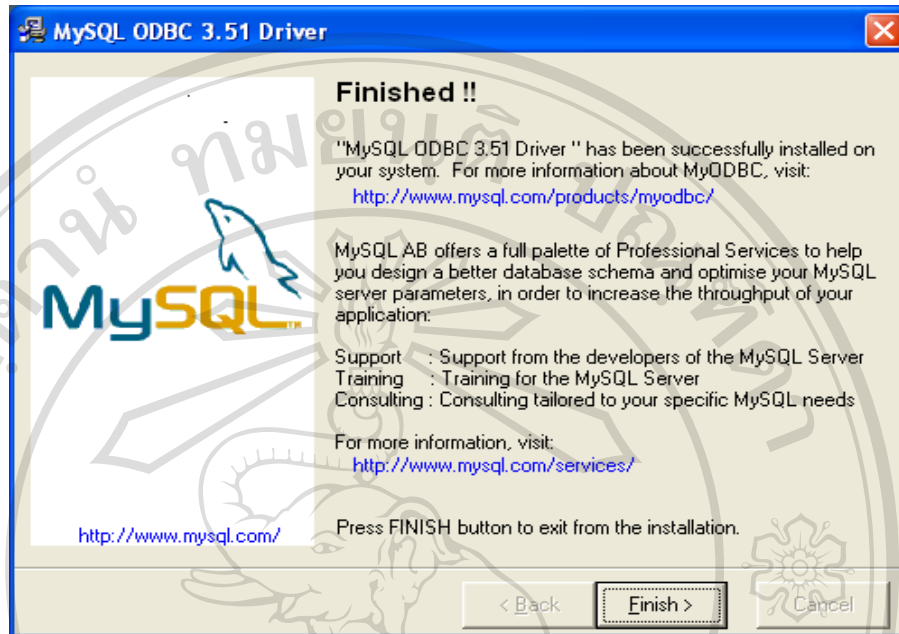 MySQL ODBC 3.51 Driver
Finished !!
"MySQL ODBC 3.51 Driver " has been successfully installed on
your system. For more information about MyODBC, visit:
http://www.mysql.com/products/myodbc/
MySQL AB offers a full palette of Professional Services to help
you design a better database schema and optimise your MySQL
server parameters, in order to increase the throughput of your
application:
Support : Support from the developers of the MySQL Server
Training : Training for the MySQL Server
Consulting : Consulting tailored to your specific MySQL needs
For more information, visit:
http://www.mysql.com/services/
Press FINISH button to exit from the installation.
MySQL
http://www.mysql.com/
< Back
Finish >
Cancel